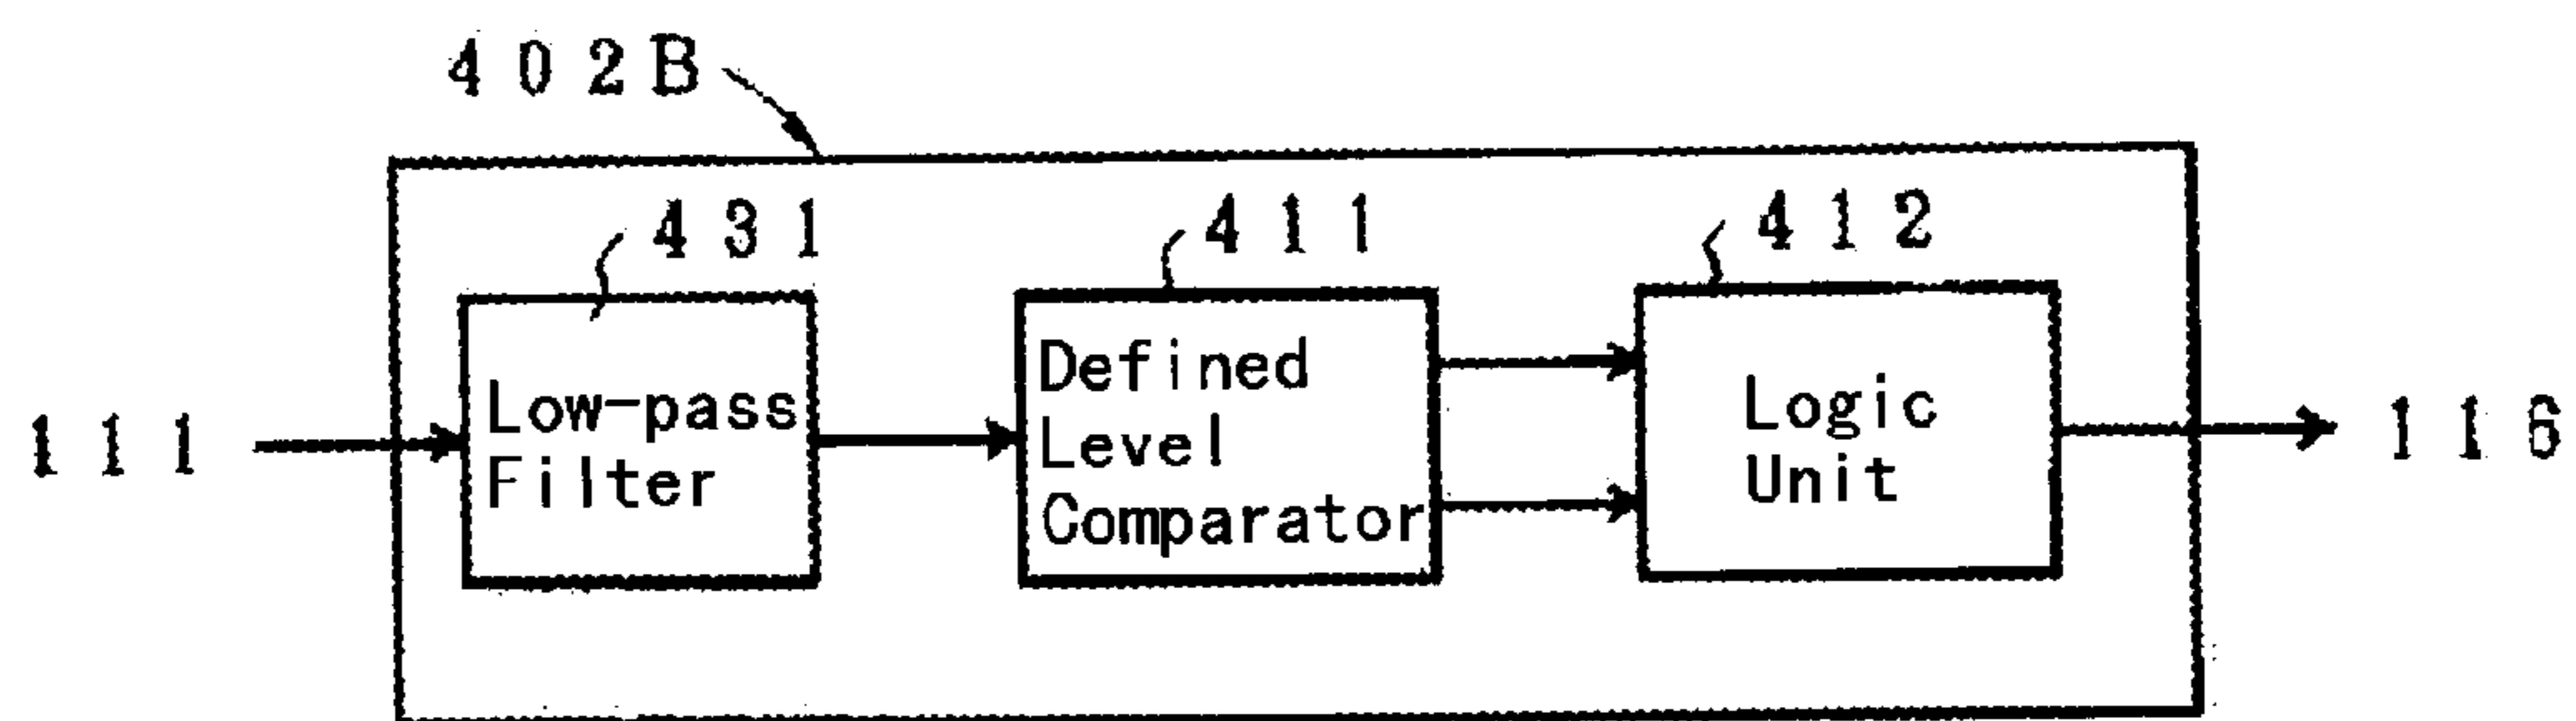 402B
431
411
412
111
Low-pass
Filter
Defined
Level
Comparator
Logic
Unit
116